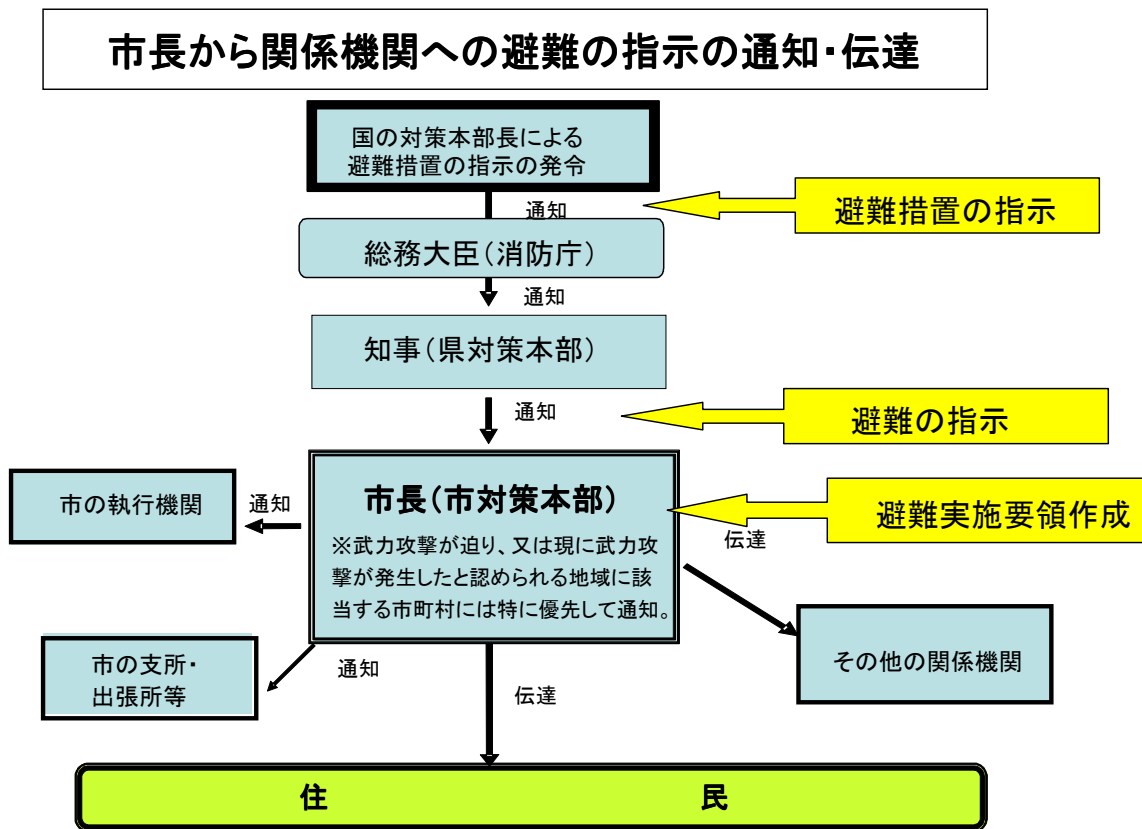 市長から関係機関への避難の指示の通知・伝達
国の対策本部長による
避難措置の指示の発令
通知
避難措置の指示
総務大臣(消防庁)
通知
知事(県対策本部)
通知
避難の指示
市の執行機関
通知
市長(市対策本部)
※武力攻撃が迫り、又は現に武力攻
撃が発生したと認められる地域に該
当する市町村には特に優先して通知。
避難実施要領作成
伝達
市の支所・
出張所等
通知
伝達
その他の関係機関
住 民